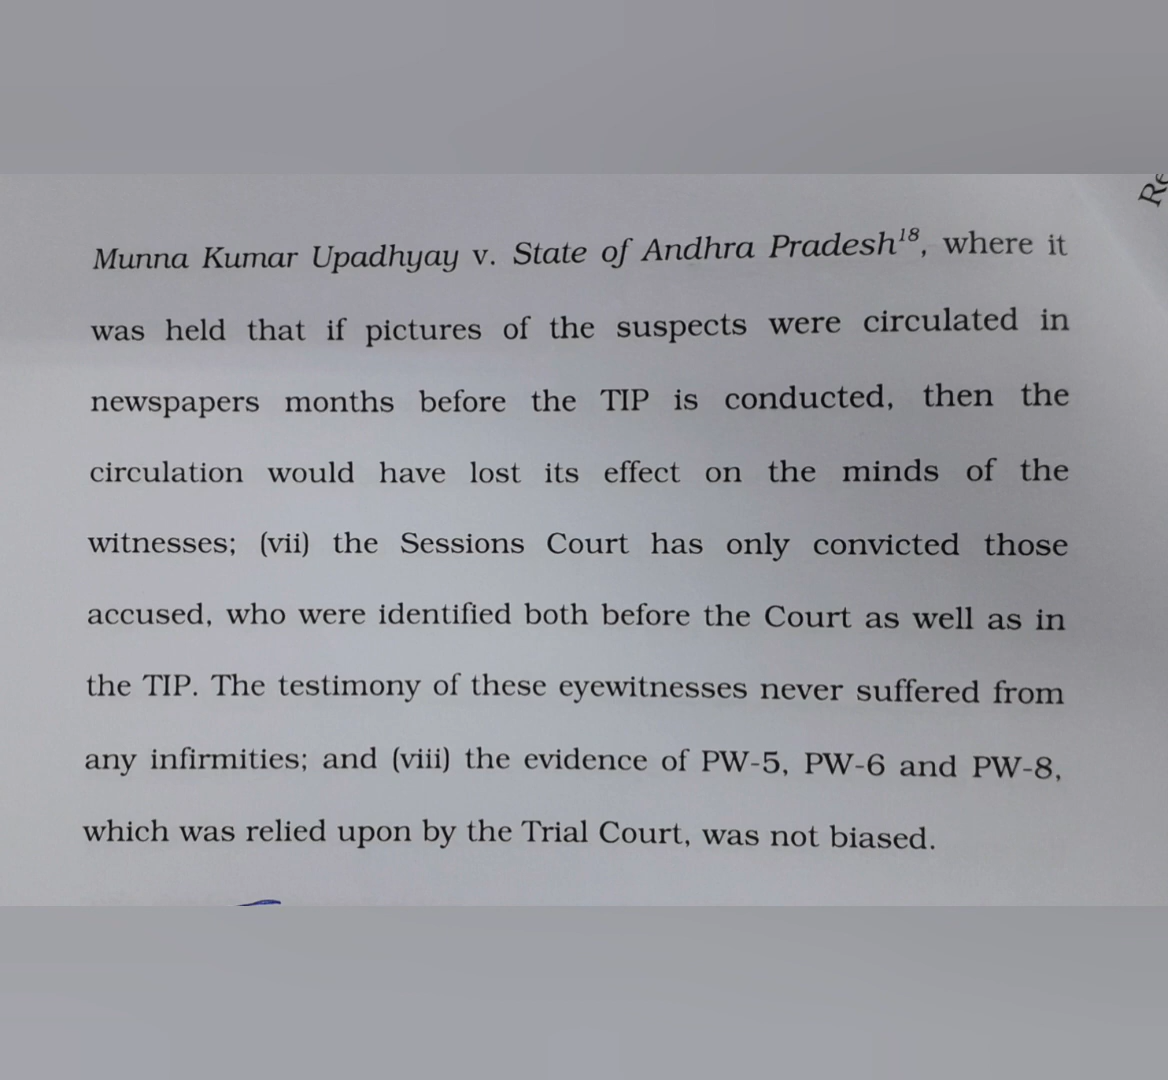 Munna Kumar Upadhyay v. State of Andhra Pradesh¹⁸, where it
was held that if pictures of the suspects were circulated in
newspapers months before the TIP is conducted, then the
circulation would have lost its effect on the minds of the
witnesses; (vii) the Sessions Court has only convicted those
accused, who were identified both before the Court as well as in
the TIP. The testimony of these eyewitnesses never suffered from
any infirmities; and (viii) the evidence of PW-5, PW-6 and PW-8,
which was relied upon by the Trial Court, was not biased.